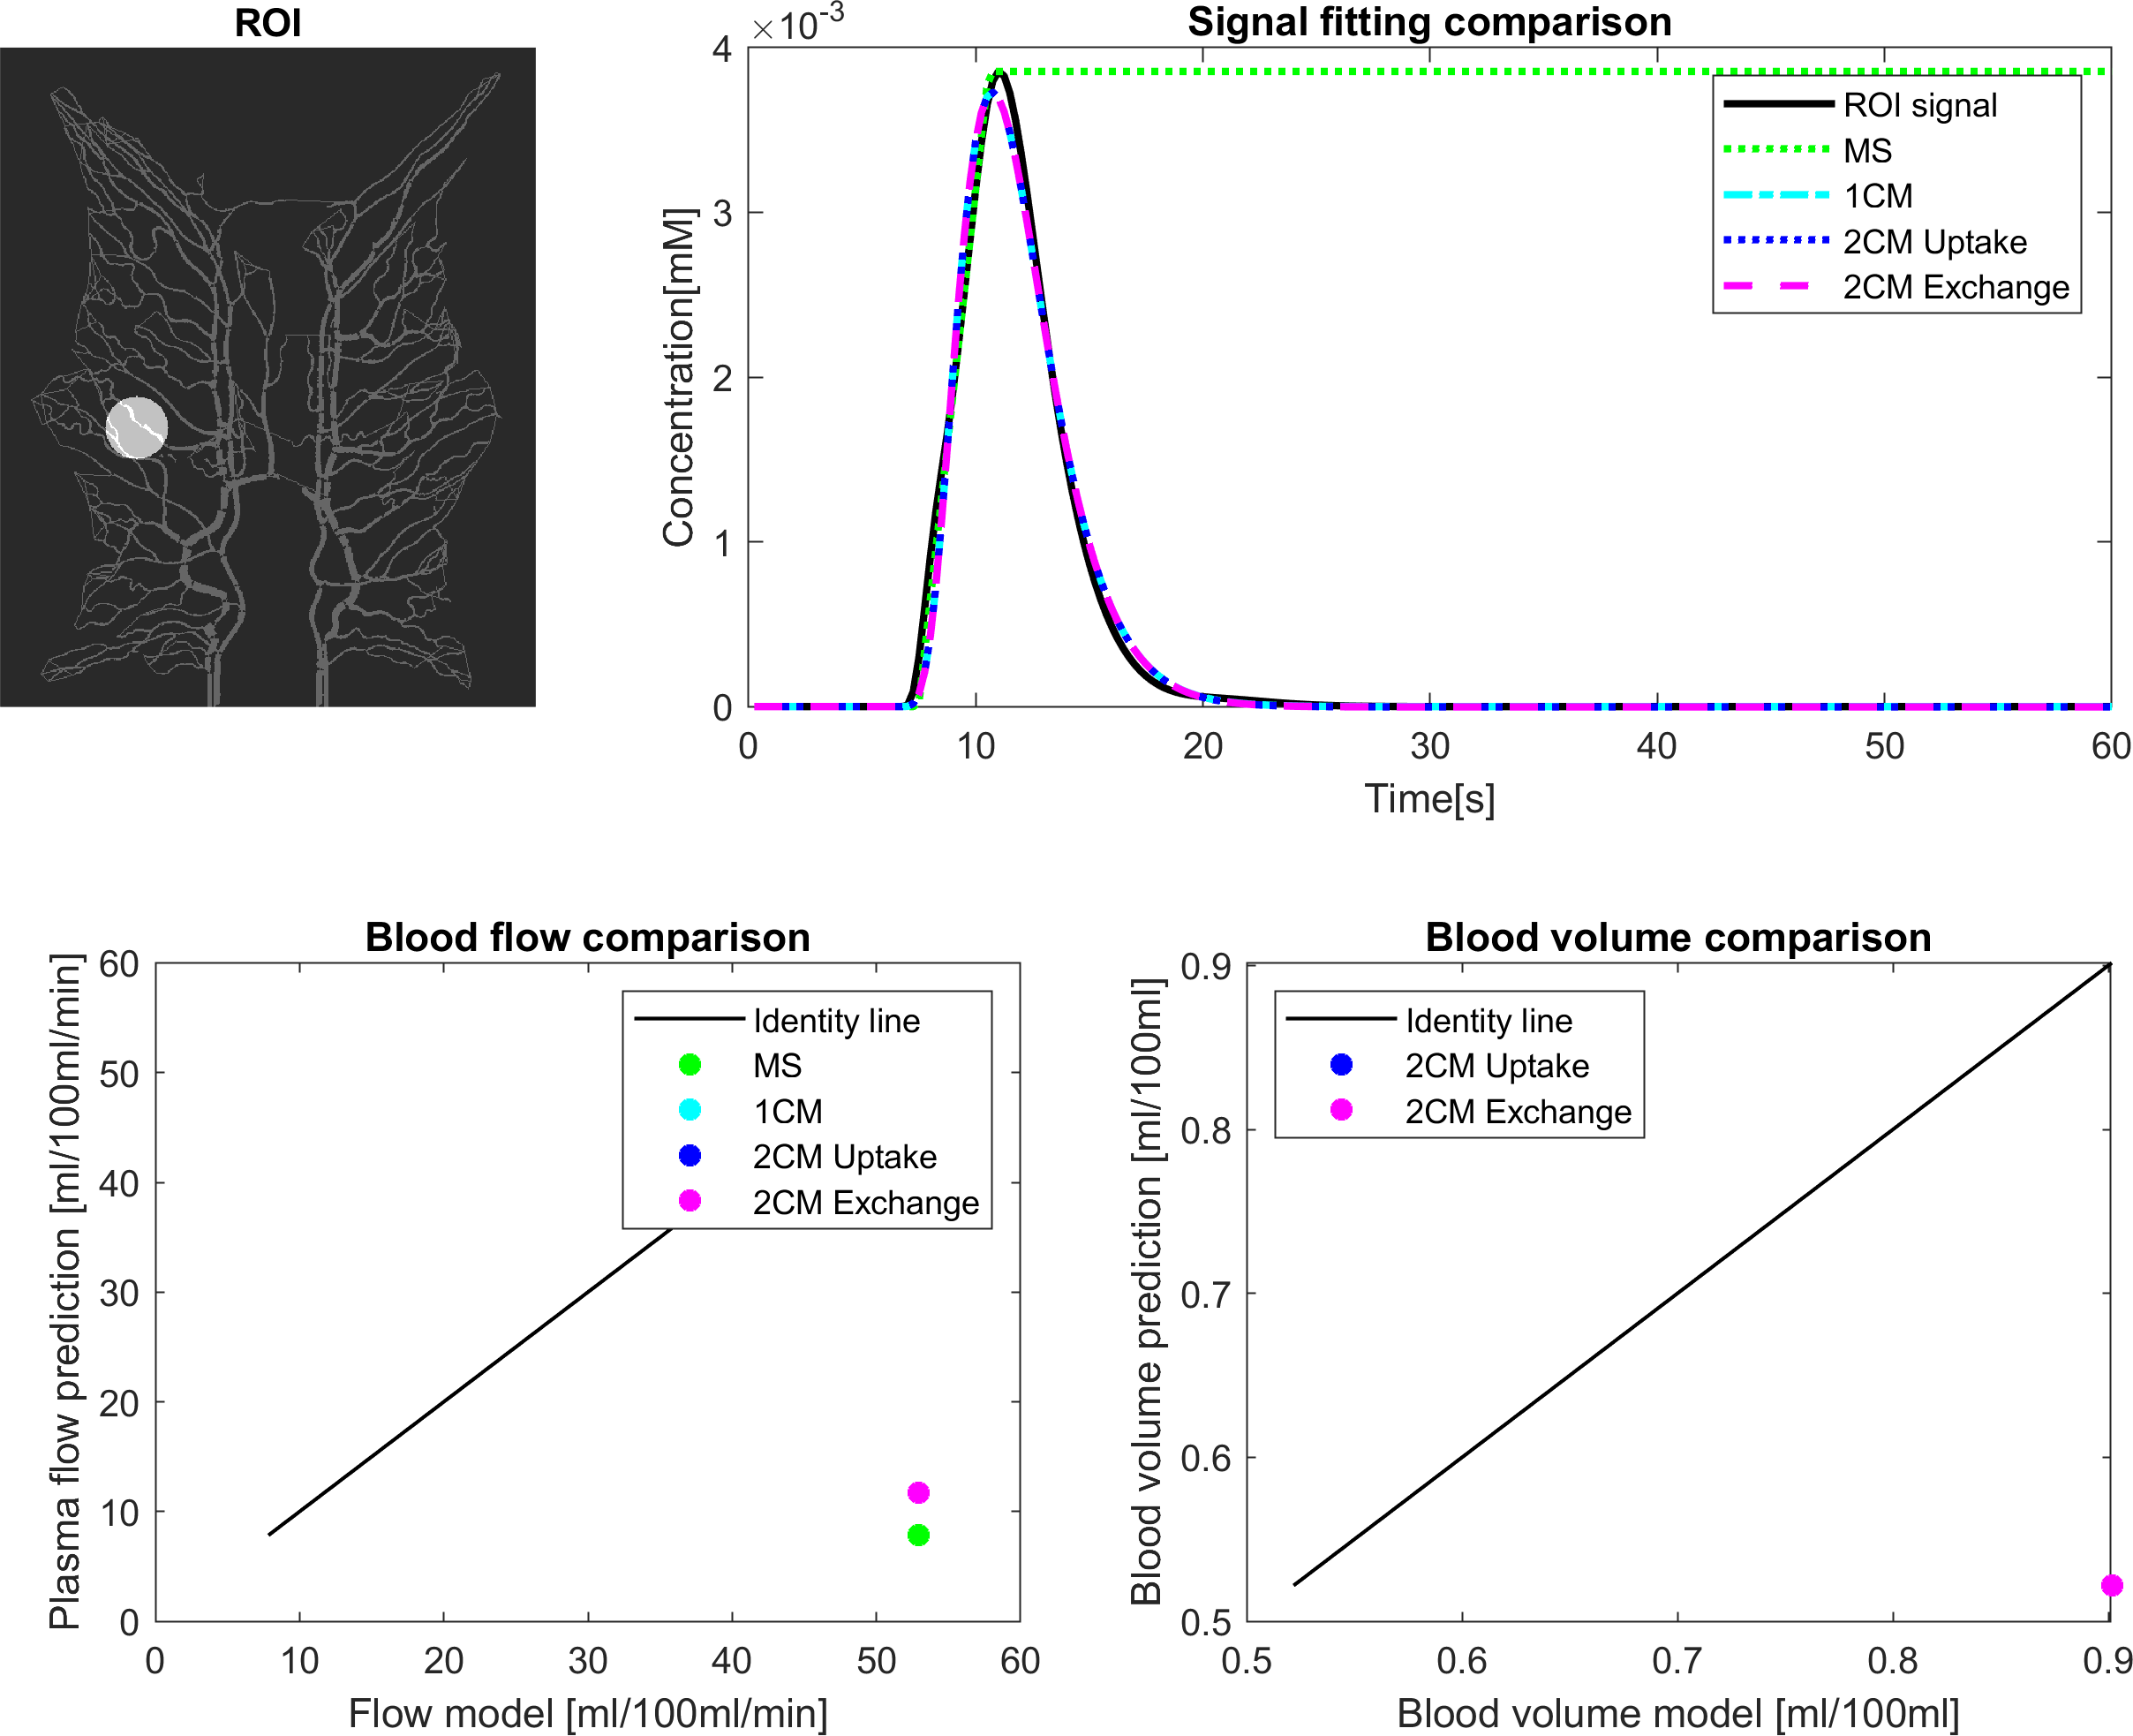 ROI
Signal fitting comparison
×10-3
4
3
2
1
0
Concentration[mM]
0 10 20 30 40 50 60
Time[s]
ROI signal
MS
1CM
2CM Uptake
2CM Exchange
Blood flow comparison
60
50
40
30
20
10
0
Plasma flow prediction [ml/100ml/min]
0 10 20 30 40 50 60
Flow model [ml/100ml/min]
Identity line
MS
1CM
2CM Uptake
2CM Exchange
Blood volume comparison
0.9
0.8
0.7
0.6
0.5
Blood volume prediction [ml/100ml]
0.5 0.6 0.7 0.8 0.9
Blood volume model [ml/100ml]
Identity line
2CM Uptake
2CM Exchange